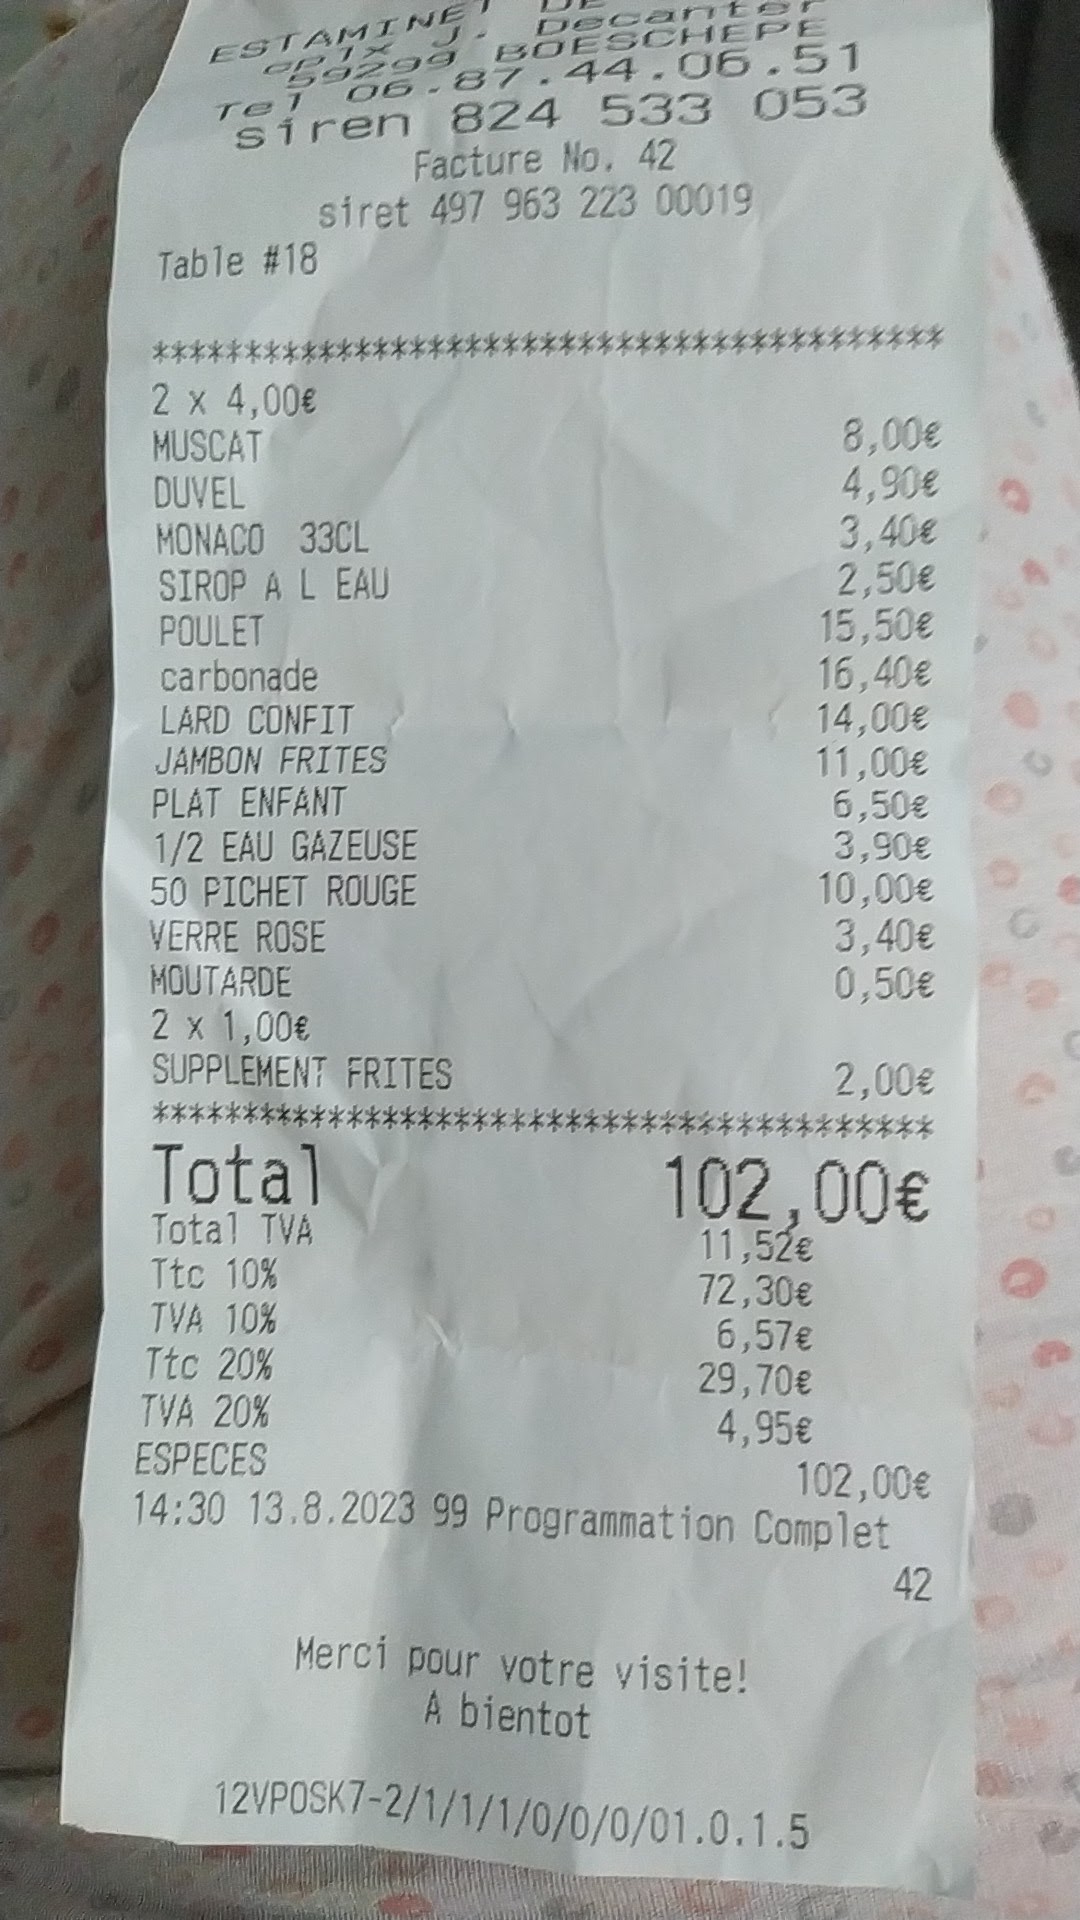 ESTAMINET DE
cp1x J. Decanter
59299 BOESCHEPE
Tel 06.87.44.06.51
siren 824 533 053
Facture No. 42
siret 497 963 223 00019
Table #18
*******************************************
2 x 4,00€
MUSCAT 8,00€
DUVEL 4,90€
MONACO 33CL 3,40€
SIROP A L EAU 2,50€
POULET 15,50€
carbonade 16,40€
LARD CONFIT 14,00€
JAMBON FRITES 11,00€
PLAT ENFANT 6,50€
1/2 EAU GAZEUSE 3,90€
50 PICHET ROUGE 10,00€
VERRE ROSE 3,40€
MOUTARDE 0,50€
2 x 1,00€
SUPPLEMENT FRITES 2,00€
*******************************************
Total 102,00€
Total TVA 11,52€
Ttc 10% 72,30€
TVA 10% 6,57€
Ttc 20% 29,70€
TVA 20% 4,95€
ESPECES 102,00€
14:30 13.8.2023 99 Programmation Complet
42
Merci pour votre visite!
A bientot
12VPOSK7-2/1/1/1/0/0/0/01.0.1.5